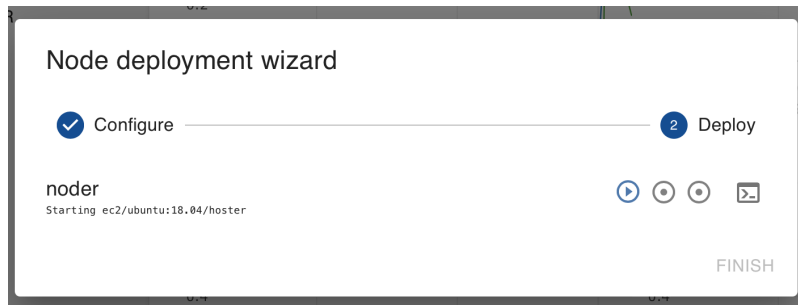 R
Node deployment wizard
Configure
2 Deploy
noder
Starting ec2/ubuntu:18.04/hoster
FINISH